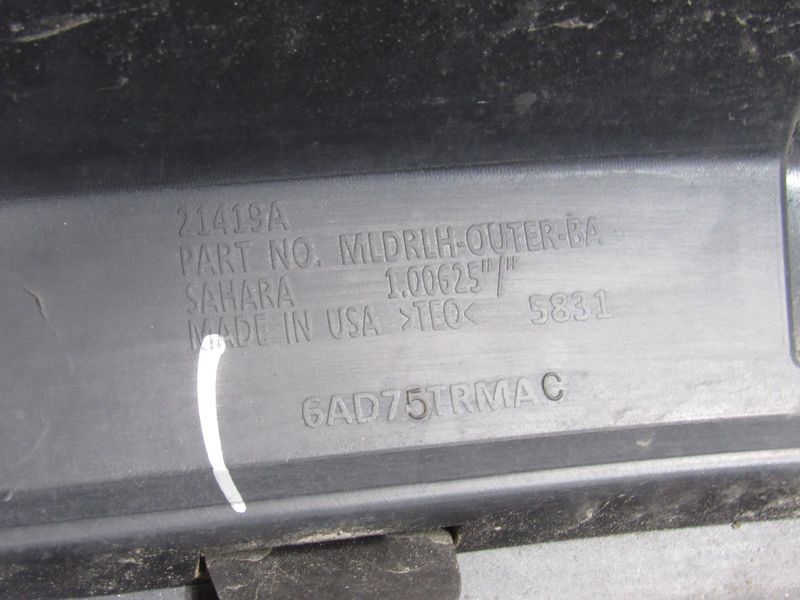 21419A
PART NO. MLDRLH-OUTER-BA
SAHARA 1.00625"/"
MADE IN USA >TEO< 5831
6AD75TRMAC